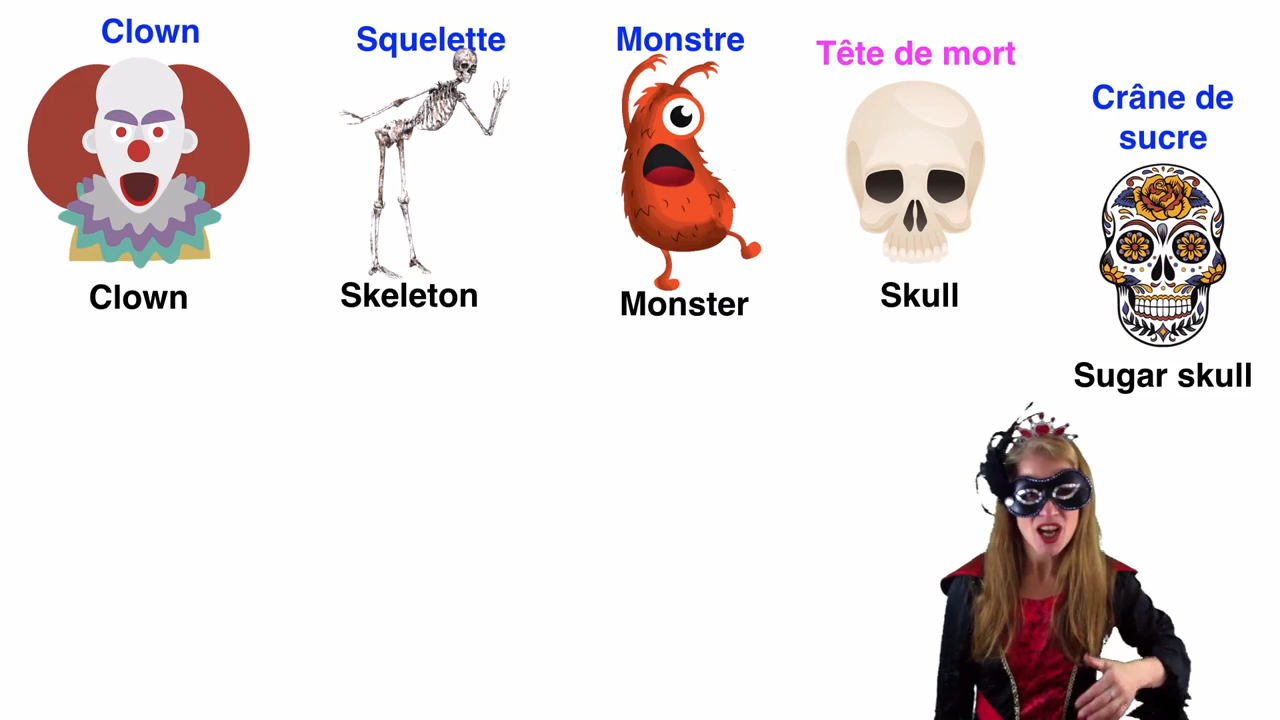 Clown
Squelette
Monstre
Tête de mort
Crâne de
sucre
Clown
Skeleton
Monster
Skull
Sugar skull